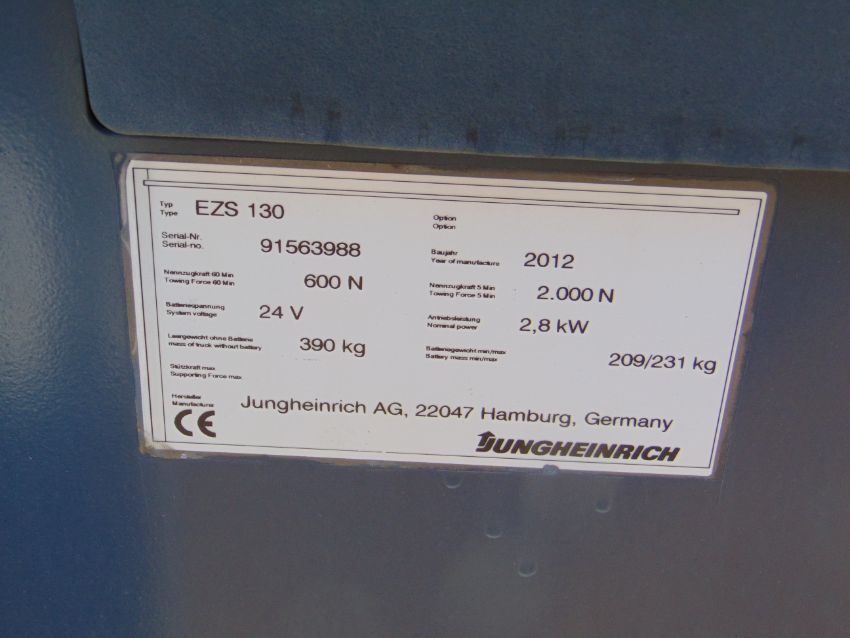 Typ
Type EZS 130
Option
Option
Serial-Nr.
Serial-no. 91563988
Baujahr
Year of manufacture 2012
Nennzugkraft 60 Min
Towing Force 60 Min 600 N
Nennzugkraft 5 Min
Towing Force 5 Min 2.000 N
Batteriespannung
System voltage 24 V
Antriebsleistung
Nominal power 2,8 kW
Leergewicht ohne Batterie
mass of truck without battery 390 kg
Batteriegewicht min/max
Battery mass min/max 209/231 kg
Stützkraft max
Supporting Force max
Hersteller
Manufacturer
Jungheinrich AG, 22047 Hamburg, Germany
CE
JUNGHEINRICH